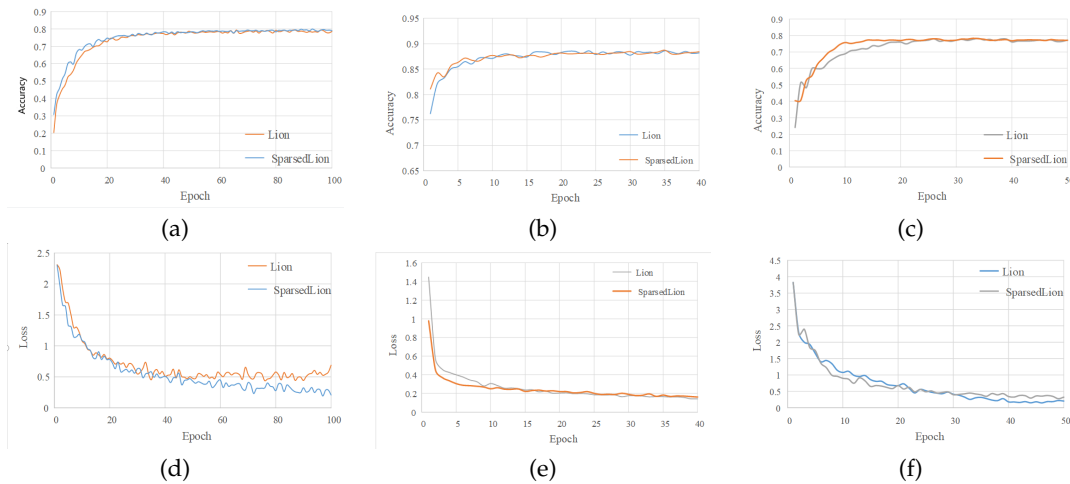 0.9
0.8
0.7
0.6
0.5
0.4
0.3
0.2
0.1
0
0 20 40 60 80 100
Accuracy
Epoch
Lion
SparsedLion
(a)
0.95
0.9
0.85
0.8
0.75
0.7
0.65
0 5 10 15 20 25 30 35 40
Accuracy
Epoch
Lion
SparsedLion
(b)
0.9
0.8
0.7
0.6
0.5
0.4
0.3
0.2
0.1
0
0 10 20 30 40 50
Accuracy
Epoch
Lion
SparsedLion
(c)
2.5
2
1.5
1
0.5
0
0 20 40 60 80 100
Loss
Epoch
Lion
SparsedLion
(d)
1.6
1.4
1.2
1
0.8
0.6
0.4
0.2
0
0 5 10 15 20 25 30 35 40
Loss
Epoch
Lion
SparsedLion
(e)
4.5
4
3.5
3
2.5
2
1.5
1
0.5
0
0 10 20 30 40 50
Loss
Epoch
Lion
SparsedLion
(f)